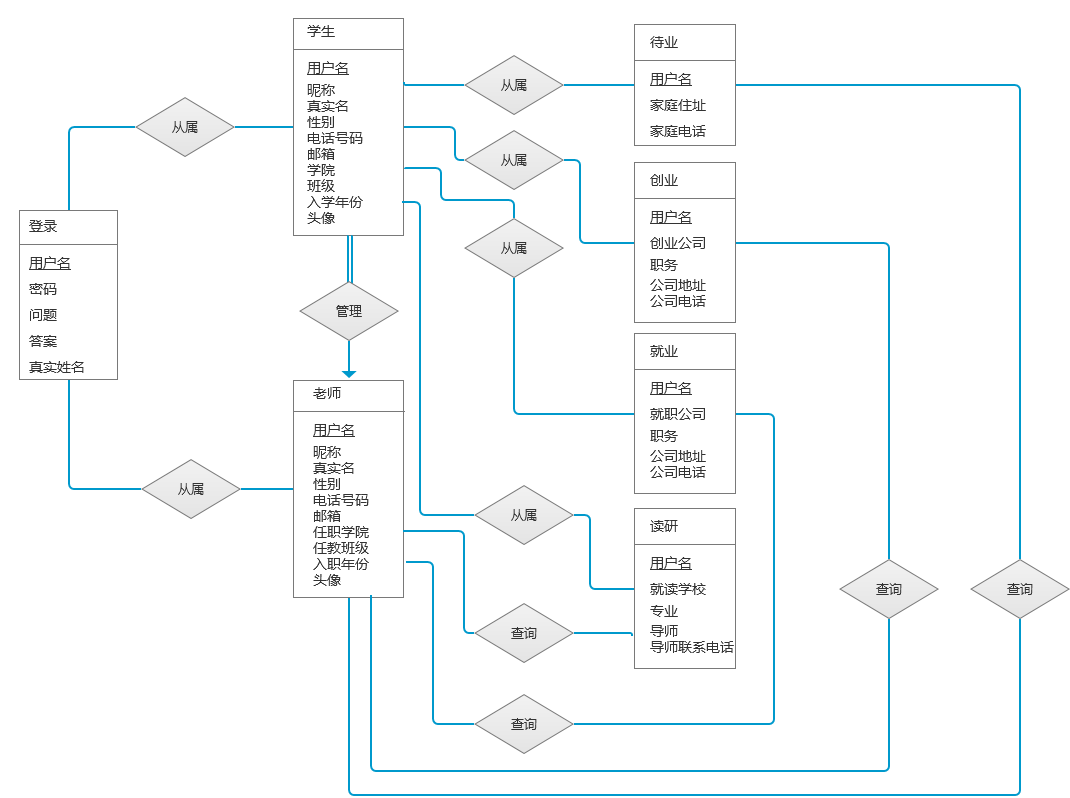 学生
用户名
昵称
真实名
性别
电话号码
邮箱
学院
班级
入学年份
头像
从属
登录
用户名
密码
问题
答案
真实姓名
从属
管理
老师
用户名
昵称
真实名
性别
电话号码
邮箱
任职学院
任教班级
入职年份
头像
从属
从属
从属
从属
查询
查询
待业
用户名
家庭住址
家庭电话
创业
用户名
创业公司
职务
公司地址
公司电话
就业
用户名
就职公司
职务
公司地址
公司电话
读研
用户名
就读学校
专业
导师
导师联系电话
查询
查询